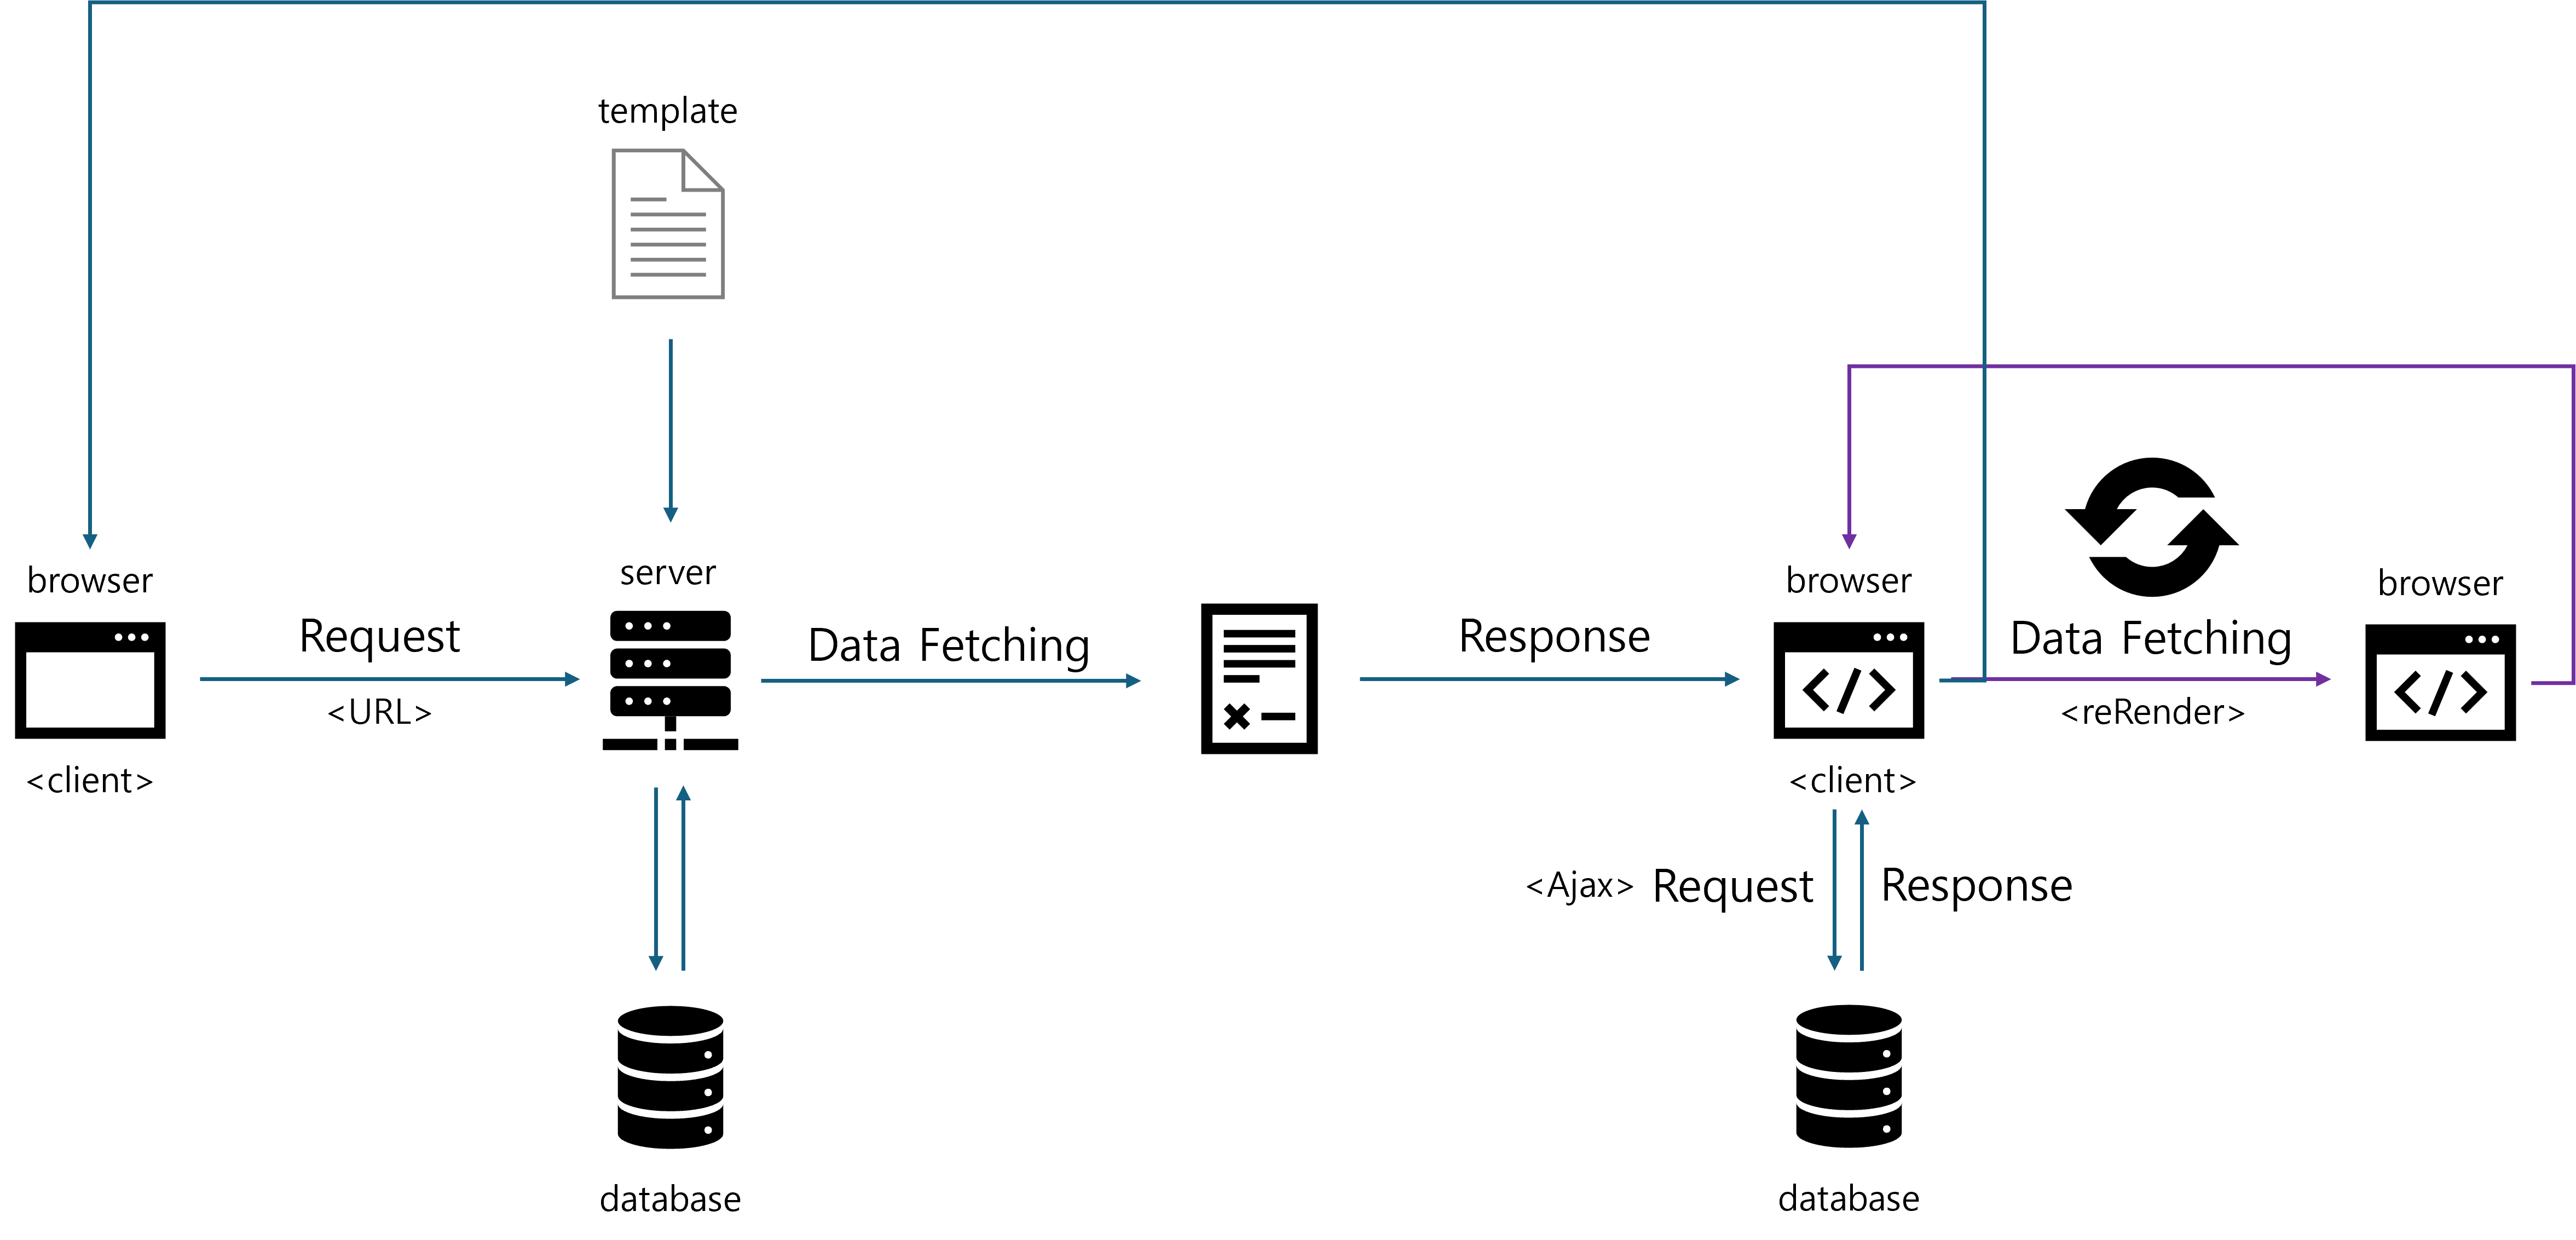 template
browser
server
browser
browser
Request
Data Fetching
Response
Data Fetching
<URL>
<reRender>
<client>
<client>
<Ajax> Request
Response
database
database